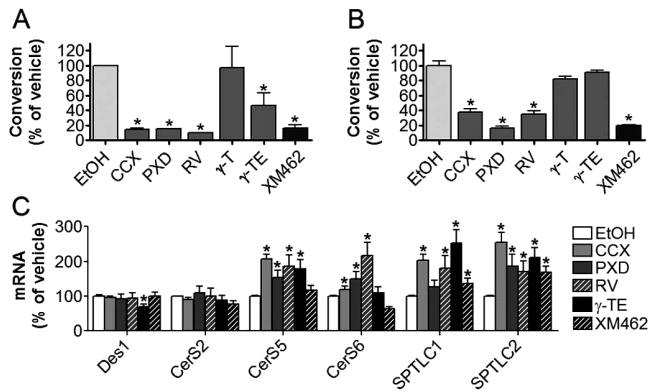 A
Conversion
(% of vehicle)
120
100
80
60
40
20
0
* * * * *
EtOH CCX PXD RV γ-T γ-TE XM462
B
Conversion
(% of vehicle)
120
100
80
60
40
20
0
* * * *
EtOH CCX PXD RV γ-T γ-TE XM462
C
mRNA
(% of vehicle)
300
200
100
0
* * * * * * * * * * * * * * * * * *
Des1 CerS2 CerS5 CerS6 SPTLC1 SPTLC2
EtOH
CCX
PXD
RV
γ-TE
XM462